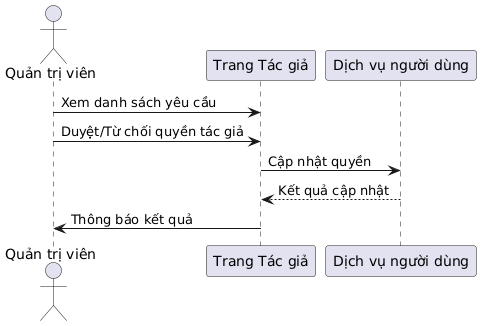 Quản trị viên
Trang Tác giả
Dịch vụ người dùng
Xem danh sách yêu cầu
Duyệt/Từ chối quyền tác giả
Cập nhật quyền
Kết quả cập nhật
Thông báo kết quả
Quản trị viên
Trang Tác giả
Dịch vụ người dùng